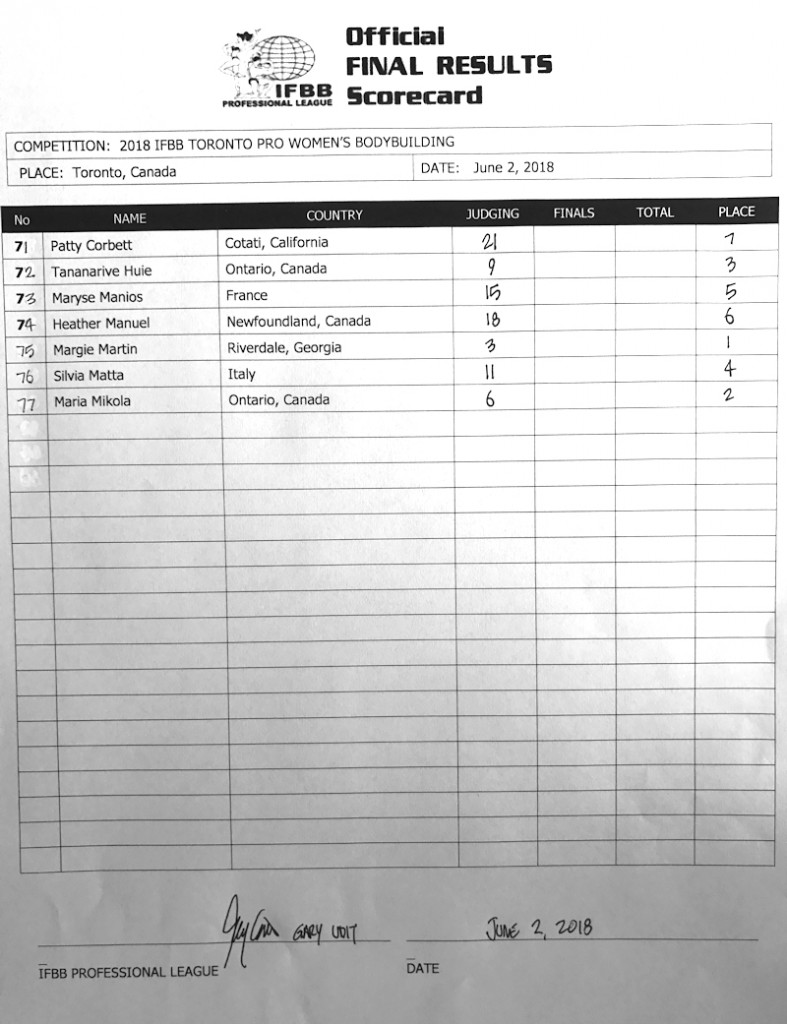 Official
FINAL RESULTS
Scorecard
IFBB
PROFESSIONAL LEAGUE
COMPETITION: 2018 IFBB TORONTO PRO WOMEN'S BODYBUILDING
PLACE: Toronto, Canada DATE: June 2, 2018
No NAME COUNTRY JUDGING FINALS TOTAL PLACE
71 Patty Corbett Cotati, California 21 7
72 Tananarive Huie Ontario, Canada 9 3
73 Maryse Manios France 15 5
74 Heather Manuel Newfoundland, Canada 18 6
75 Margie Martin Riverdale, Georgia 3 1
76 Silvia Matta Italy 11 4
77 Maria Mikola Ontario, Canada 6 2
GARY UDIT JUNE 2, 2018
IFBB PROFESSIONAL LEAGUE DATE